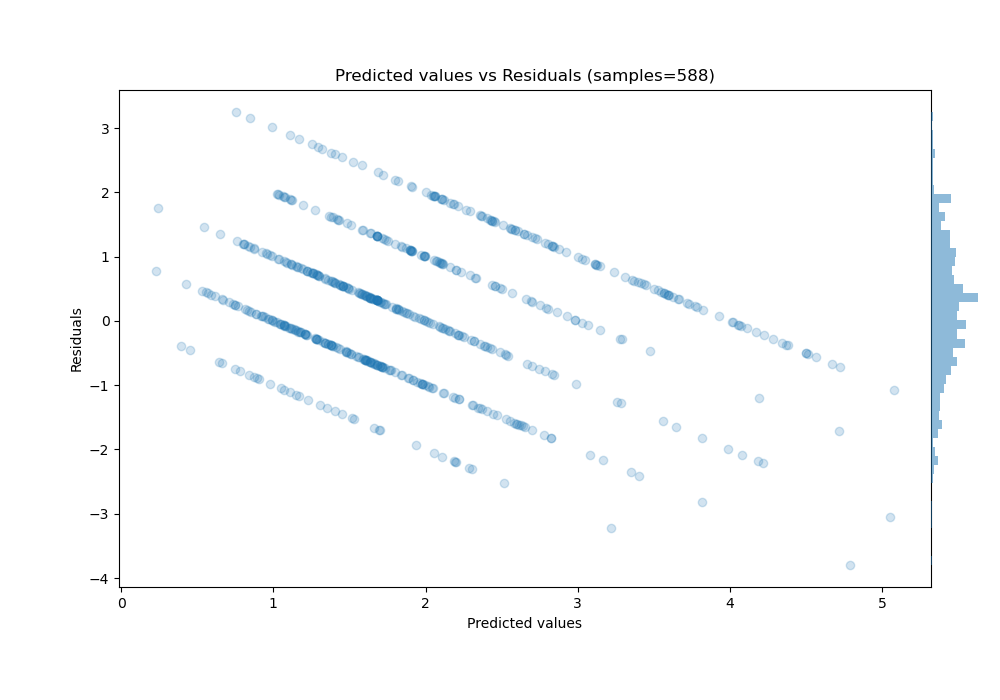 Predicted values vs Residuals (samples=588)
3
2
1
0
−1
−2
−3
−4
Residuals
0 1 2 3 4 5
Predicted values